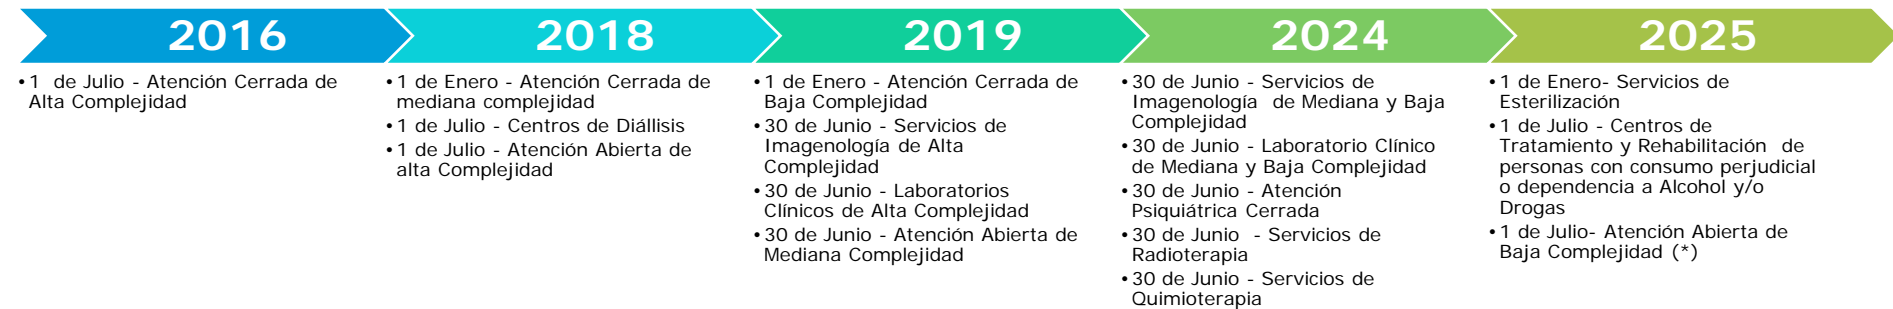 2016
• 1 de Julio - Atención Cerrada de
Alta Complejidad
2018
• 1 de Enero - Atención Cerrada de
mediana complejidad
• 1 de Julio - Centros de Diállisis
• 1 de Julio - Atención Abierta de
alta Complejidad
2019
• 1 de Enero - Atención Cerrada de
Baja Complejidad
• 30 de Junio - Servicios de
Imagenología de Alta
Complejidad
• 30 de Junio - Laboratorios
Clínicos de Alta Complejidad
• 30 de Junio - Atención Abierta de
Mediana Complejidad
2024
• 30 de Junio - Servicios de
Imagenología de Mediana y Baja
Complejidad
• 30 de Junio - Laboratorio Clínico
de Mediana y Baja Complejidad
• 30 de Junio - Atención
Psiquiátrica Cerrada
• 30 de Junio - Servicios de
Radioterapia
• 30 de Junio - Servicios de
Quimioterapia
2025
• 1 de Enero- Servicios de
Esterilización
• 1 de Julio - Centros de
Tratamiento y Rehabilitación de
personas con consumo perjudicial
o dependencia a Alcohol y/o
Drogas
• 1 de Julio- Atención Abierta de
Baja Complejidad (*)